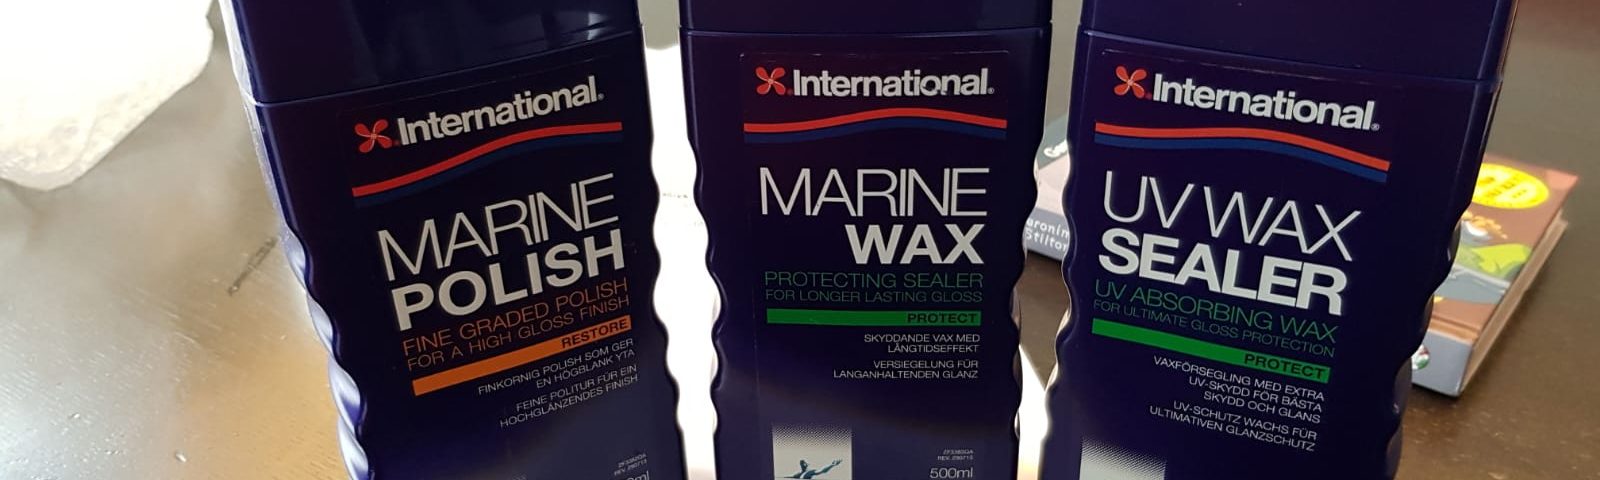 International®
MARINE
POLISH
FINE GRADED POLISH
FOR A HIGH GLOSS FINISH
RESTORE
FINKORNIG POLISH SOM GER
EN HÖGBLANK YTA
FEINE POLITUR FÜR EIN
HOCHGLÄNZENDES FINISH
International®
MARINE
WAX
PROTECTING SEALER
FOR LONGER LASTING GLOSS
PROTECT
SKYDDANDE VAX MED
LÅNGTIDSEFFEKT
VERSIEGELUNG FÜR
LANGANHALTENDEN GLANZ
500ml
International®
UV WAX
SEALER
UV ABSORBING WAX
FOR ULTIMATE GLOSS PROTECTION
PROTECT
VAXFÖRSEGLING MED EXTRA
UV-SKYDD FÖR BÄSTA
SKYDD OCH GLANS
UV-SCHUTZ WACHS FÜR
ULTIMATIVEN GLANZSCHUTZ
Stilton